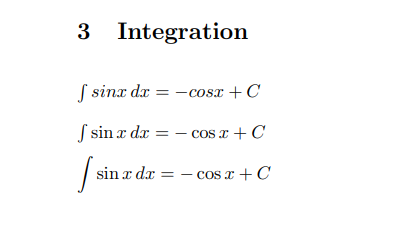 3 Integration
∫ sinx dx = −cosx + C
∫ sin x dx = − cos x + C
∫ sin x dx = − cos x + C